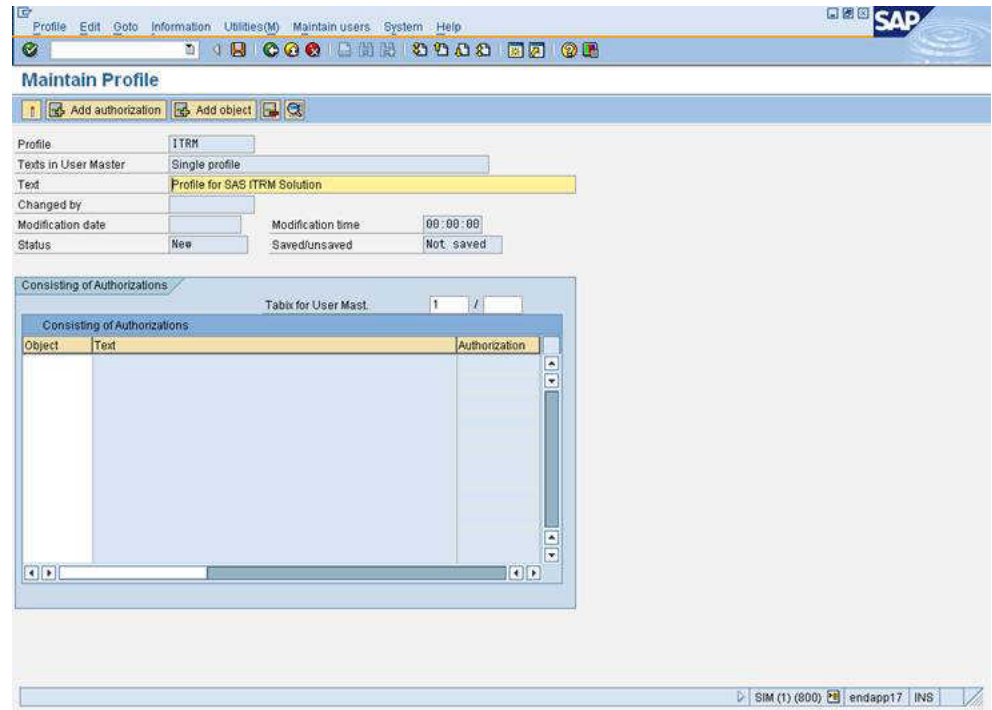 Profile Edit Goto Information Utilities(M) Maintain users System Help
SAP
Maintain Profile
Add authorization Add object
Profile ITRM
Texts in User Master Single profile
Text Profile for SAS ITRM Solution
Changed by
Modification date Modification time 00:00:00
Status New Saved/unsaved Not saved
Consisting of Authorizations
Tabix for User Mast. 1 /
Consisting of Authorizations
Object Text Authorization
SIM (1) (800) endapp17 INS